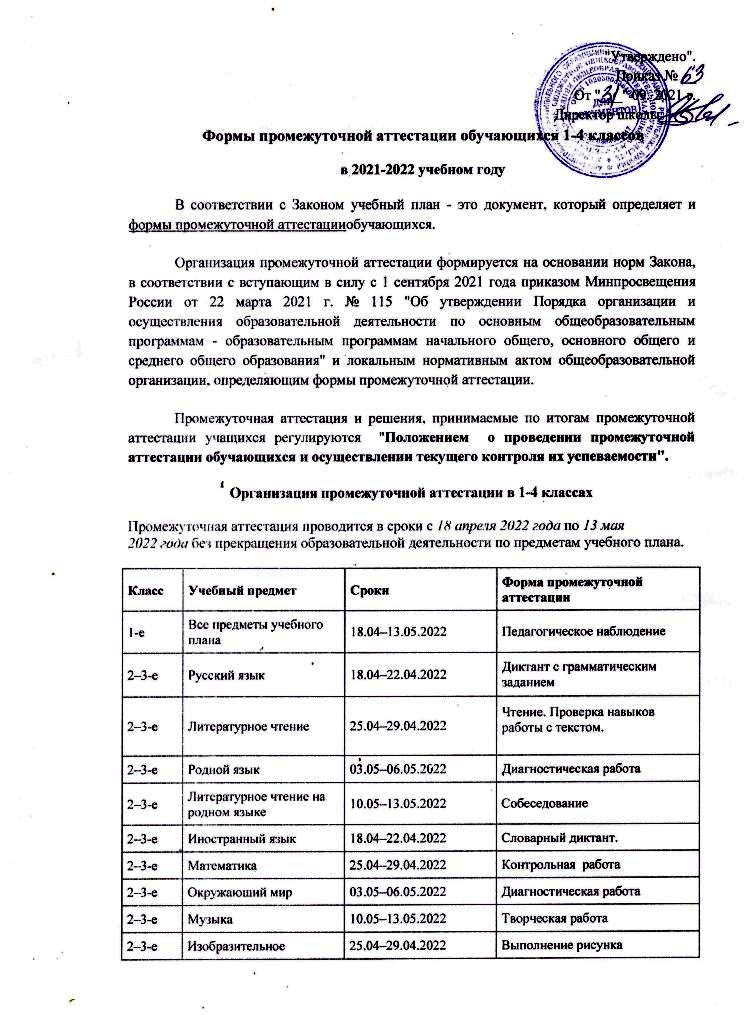 "Утверждено".
Приказ № 63
От "31" 2021 г.
Директор школы
Формы промежуточной аттестации обучающихся 1-4 классов
в 2021-2022 учебном году
В соответствии с Законом учебный план - это документ, который определяет и
формы промежуточной аттестацииобучающихся.
Организация промежуточной аттестации формируется на основании норм Закона,
в соответствии с вступающим в силу с 1 сентября 2021 года приказом Минпросвещения
России от 22 марта 2021 г. № 115 "Об утверждении Порядка организации и
осуществления образовательной деятельности по основным общеобразовательным
программам - образовательным программам начального общего, основного общего и
среднего общего образования" и локальным нормативным актом общеобразовательной
организации, определяющим формы промежуточной аттестации.
Промежуточная аттестация и решения, принимаемые по итогам промежуточной
аттестации учащихся регулируются "Положением о проведении промежуточной
аттестации обучающихся и осуществлении текущего контроля их успеваемости".
Организация промежуточной аттестации в 1-4 классах
Промежуточная аттестация проводится в сроки с 18 апреля 2022 года по 13 мая
2022 года без прекращения образовательной деятельности по предметам учебного плана.
Класс Учебный предмет Сроки Форма промежуточной
аттестации
1-е Все предметы учебного
плана 18.04–13.05.2022 Педагогическое наблюдение
2–3-е Русский язык 18.04–22.04.2022 Диктант с грамматическим
заданием
2–3-е Литературное чтение 25.04–29.04.2022 Чтение. Проверка навыков
работы с текстом.
2–3-е Родной язык 03.05–06.05.2022 Диагностическая работа
2–3-е Литературное чтение на
родном языке 10.05–13.05.2022 Собеседование
2–3-е Иностранный язык 18.04–22.04.2022 Словарный диктант.
2–3-е Математика 25.04–29.04.2022 Контрольная работа
2–3-е Окружающий мир 03.05–06.05.2022 Диагностическая работа
2–3-е Музыка 10.05–13.05.2022 Творческая работа
2–3-е Изобразительное 25.04–29.04.2022 Выполнение рисунка